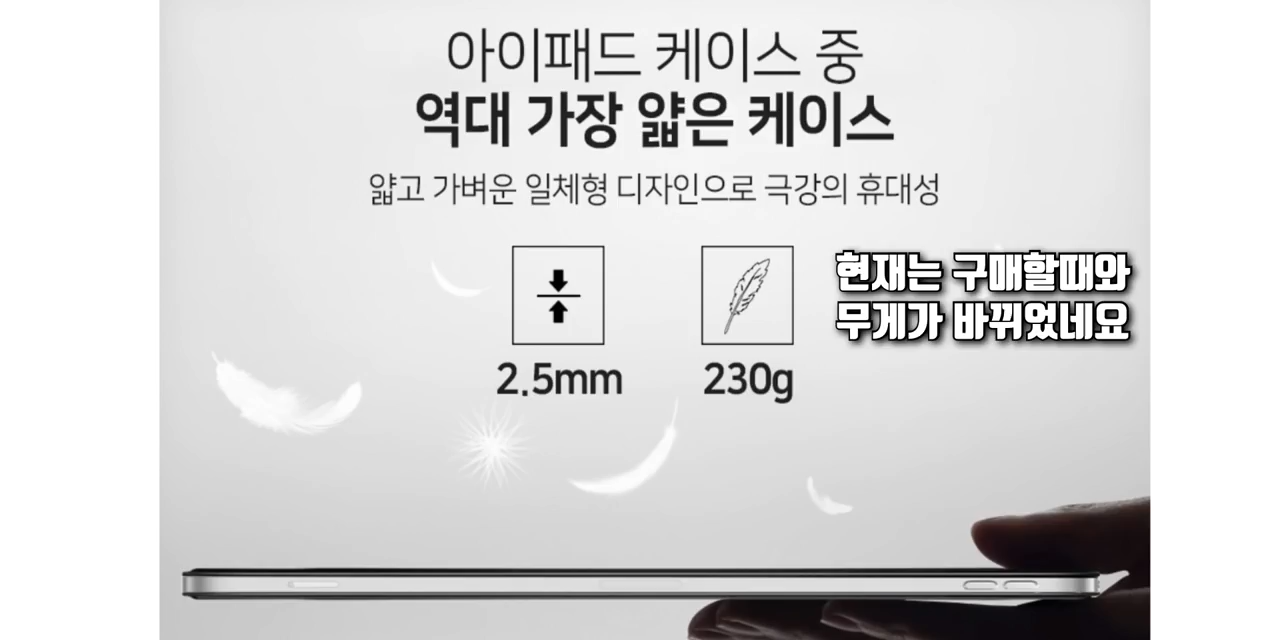 아이패드 케이스 중
역대 가장 얇은 케이스
얇고 가벼운 일체형 디자인으로 극강의 휴대성
현재는 구매할때와
무게가 바뀌었네요
2.5mm
230g